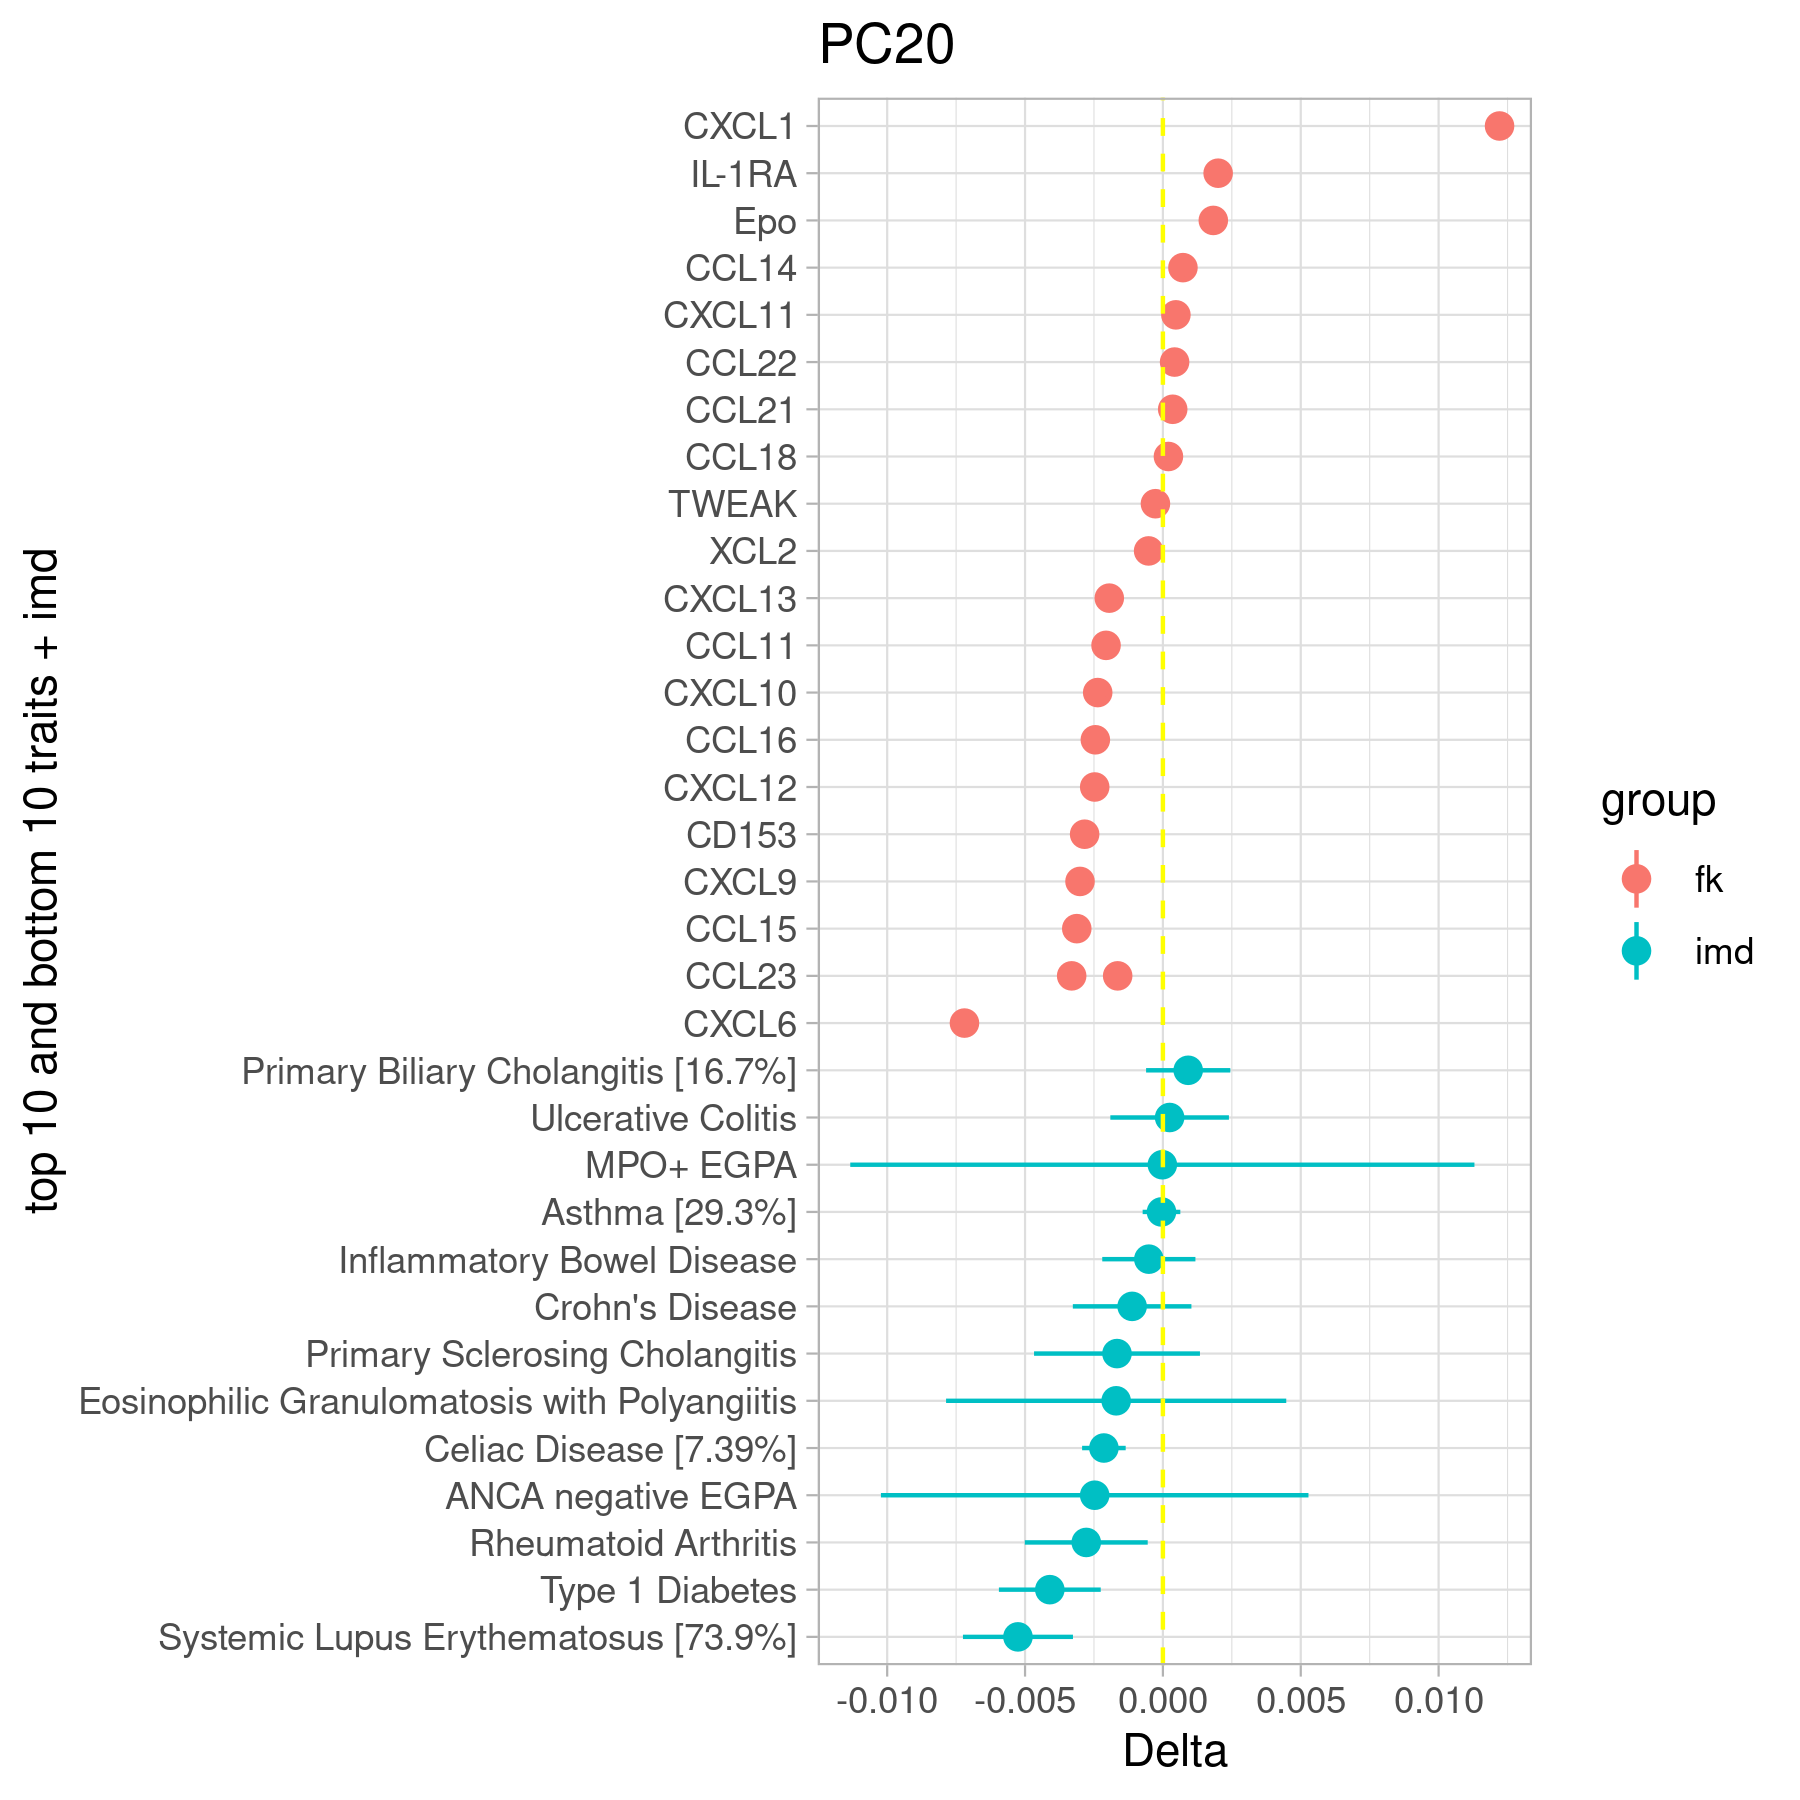 PC20
top 10 and bottom 10 traits + imd
CXCL1
IL-1RA
Epo
CCL14
CXCL11
CCL22
CCL21
CCL18
TWEAK
XCL2
CXCL13
CCL11
CXCL10
CCL16
CXCL12
CD153
CXCL9
CCL15
CCL23
CXCL6
Primary Biliary Cholangitis [16.7%]
Ulcerative Colitis
MPO+ EGPA
Asthma [29.3%]
Inflammatory Bowel Disease
Crohn's Disease
Primary Sclerosing Cholangitis
Eosinophilic Granulomatosis with Polyangiitis
Celiac Disease [7.39%]
ANCA negative EGPA
Rheumatoid Arthritis
Type 1 Diabetes
Systemic Lupus Erythematosus [73.9%]
-0.010 -0.005 0.000 0.005 0.010
Delta
group
fk
imd